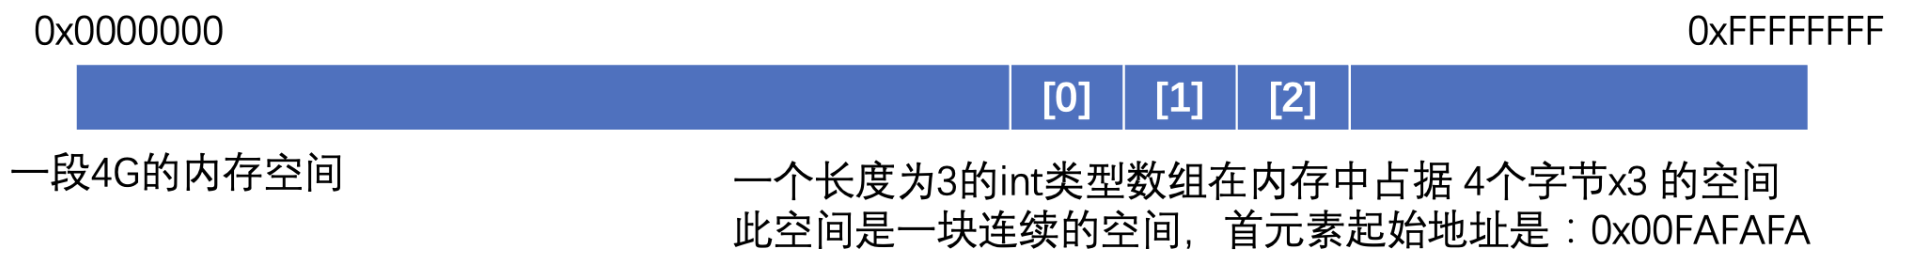 0x0000000
0xFFFFFFFF
[0] [1] [2]
一段4G的内存空间
一个长度为3的int类型数组在内存中占据 4个字节x3 的空间
此空间是一块连续的空间，首元素起始地址是：0x00FAFAFA